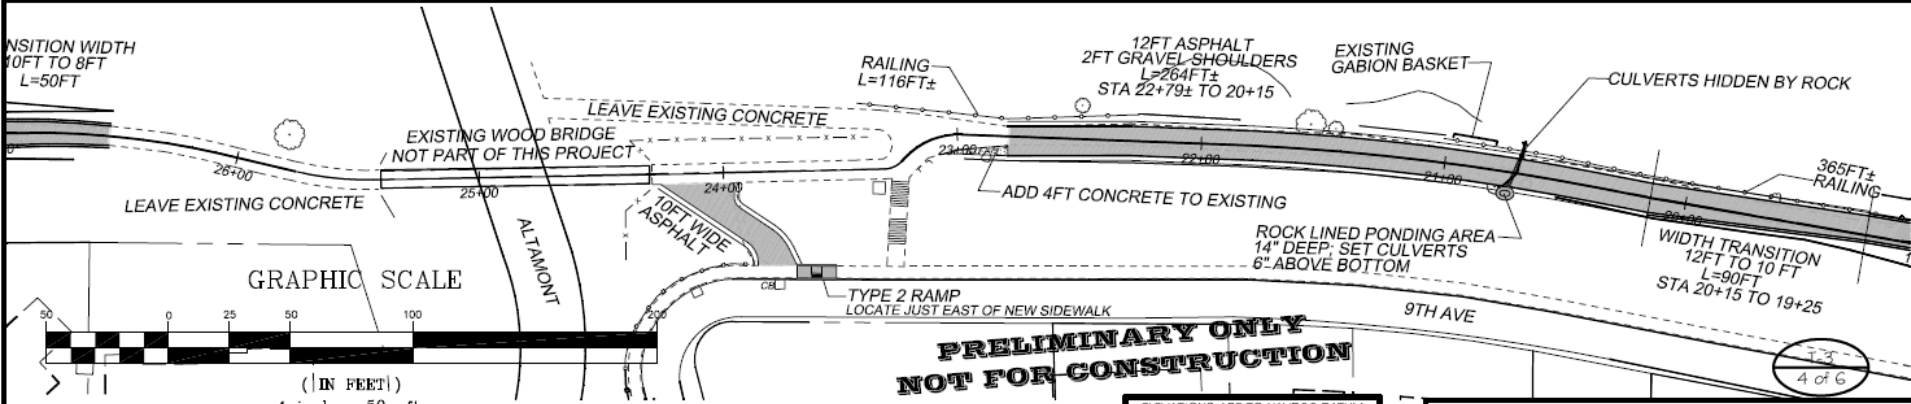 NSITION WIDTH
10FT TO 8FT
L=50FT
26+00
LEAVE EXISTING CONCRETE
EXISTING WOOD BRIDGE
NOT PART OF THIS PROJECT
25+00
LEAVE EXISTING CONCRETE
24+00
10FT WIDE
ASPHALT
ALTAMONT
RAILING
L=116FT±
12FT ASPHALT
2FT GRAVEL SHOULDERS
L=264FT±
STA 22+79± TO 20+15
EXISTING
GABION BASKET
CULVERTS HIDDEN BY ROCK
23+00
22+00
21+00
20+00
365FT±
RAILING
ADD 4FT CONCRETE TO EXISTING
ROCK LINED PONDING AREA
14" DEEP; SET CULVERTS
6" ABOVE BOTTOM
WIDTH TRANSITION
12FT TO 10 FT
L=90FT
STA 20+15 TO 19+25
CB
TYPE 2 RAMP
LOCATE JUST EAST OF NEW SIDEWALK
9TH AVE
GRAPHIC SCALE
50 0 25 50 100 200
( IN FEET )
PRELIMINARY ONLY
NOT FOR CONSTRUCTION
4 of 6